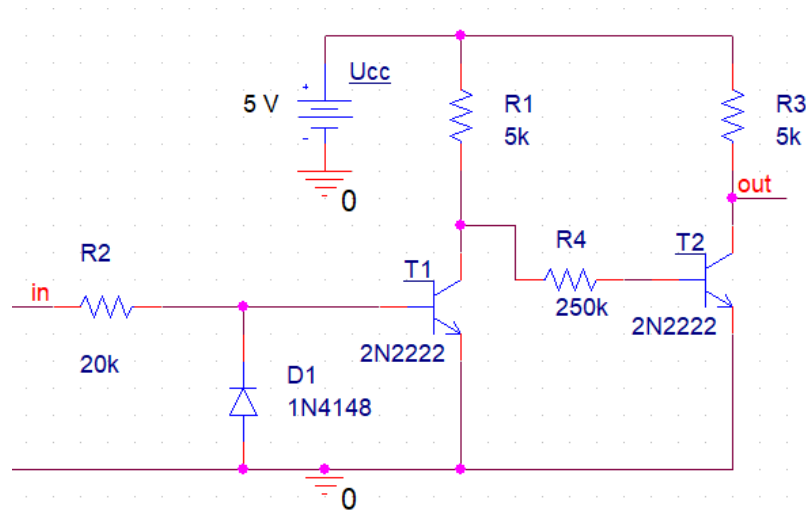 Ucc
5 V
+
-
0
R1
5k
R3
5k
out
R2
in
20k
T1
2N2222
R4
250k
T2
2N2222
D1
1N4148
0